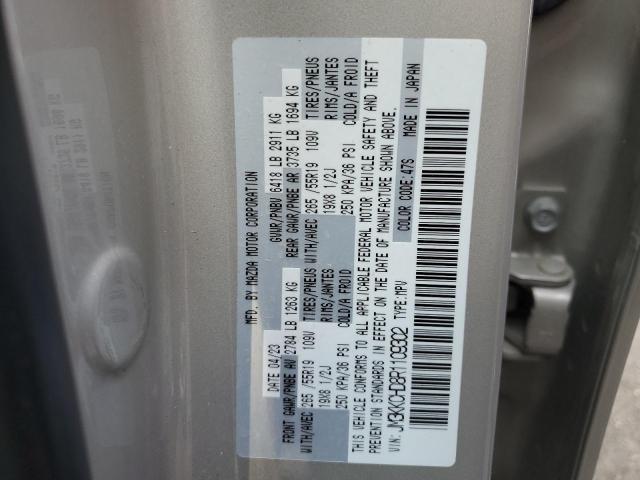 MFD. BY MAZDA MOTOR CORPORATION
DATE 04/23 GVWR/PNBV 6418 LB 2911 KG
FRONT GAWR/PNBE AV 2784 LB 1263 KG REAR GAWR/PNBE AR 3735 LB 1694 KG
WITH/AVEC 265 /55R19 109V TIRES/PNEUS WITH/AVEC 265 /55R19 109V TIRES/PNEUS
19X8 1/2J RIMS/JANTES 19X8 1/2J RIMS/JANTES
250 KPA/36 PSI COLD/A FROID 250 KPA/36 PSI COLD/A FROID
THIS VEHICLE CONFORMS TO ALL APPLICABLE FEDERAL MOTOR VEHICLE SAFETY AND THEFT
PREVENTION STANDARDS IN EFFECT ON THE DATE OF MANUFACTURE SHOWN ABOVE.
VIN: JM3KKCHD8R1109302 TYPE: MPV COLOR CODE: 47S MADE IN JAPAN